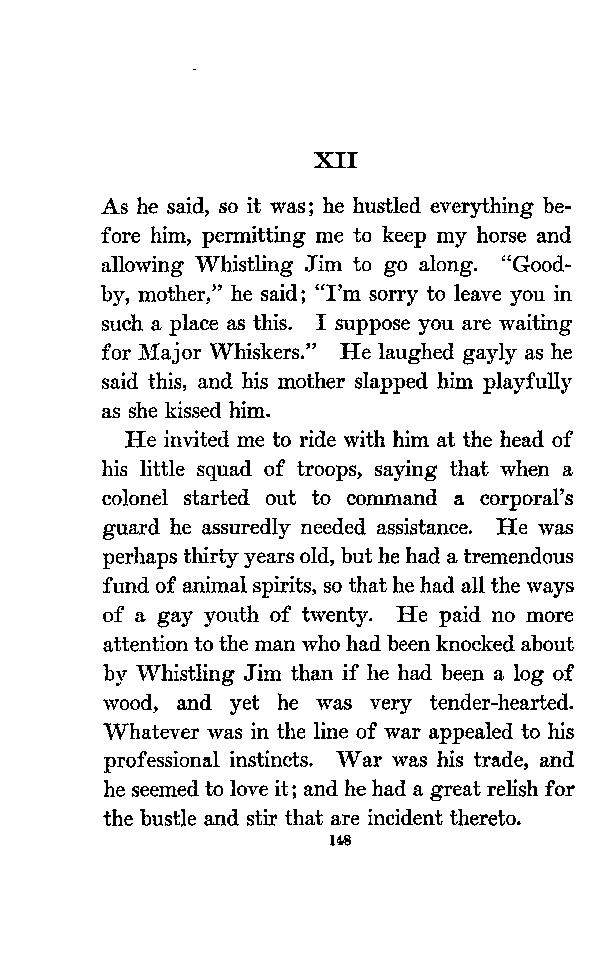 XII
As he said, so it was; he hustled everything be-
fore him, permitting me to keep my horse and
allowing Whistling Jim to go along. “Good-
by, mother,” he said; “I’m sorry to leave you in
such a place as this. I suppose you are waiting
for Major Whiskers.” He laughed gayly as he
said this, and his mother slapped him playfully
as she kissed him.
He invited me to ride with him at the head of
his little squad of troops, saying that when a
colonel started out to command a corporal’s
guard he assuredly needed assistance. He was
perhaps thirty years old, but he had a tremendous
fund of animal spirits, so that he had all the ways
of a gay youth of twenty. He paid no more
attention to the man who had been knocked about
by Whistling Jim than if he had been a log of
wood, and yet he was very tender-hearted.
Whatever was in the line of war appealed to his
professional instincts. War was his trade, and
he seemed to love it; and he had a great relish for
the bustle and stir that are incident thereto.
148